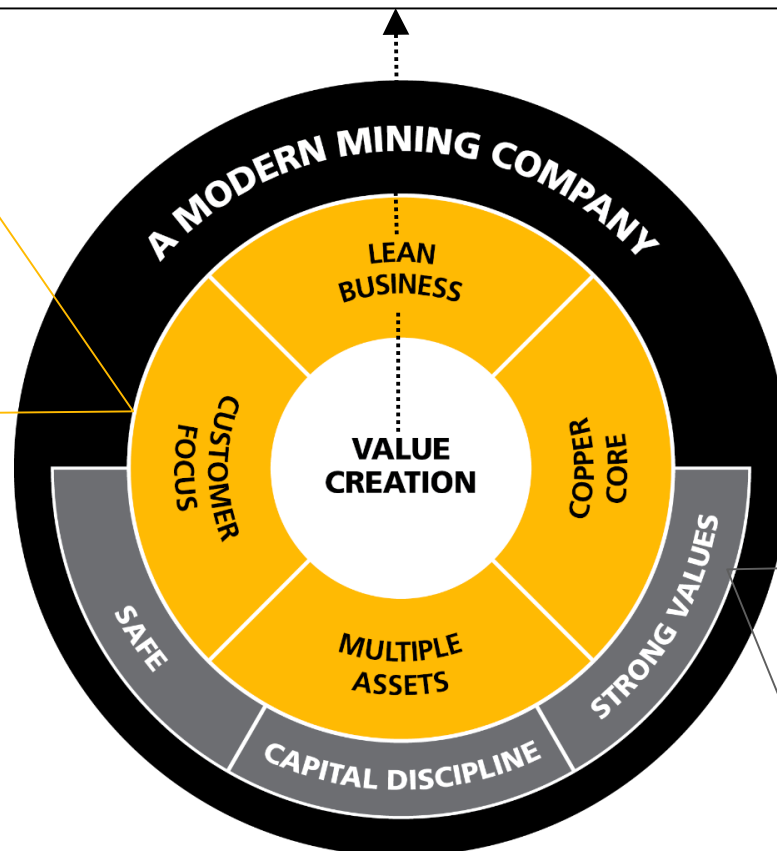 A MODERN MINING COMPANY
LEAN
BUSINESS
CUSTOMER
FOCUS
VALUE
CREATION
COPPER
CORE
MULTIPLE
ASSETS
SAFE
CAPITAL DISCIPLINE
STRONG VALUES